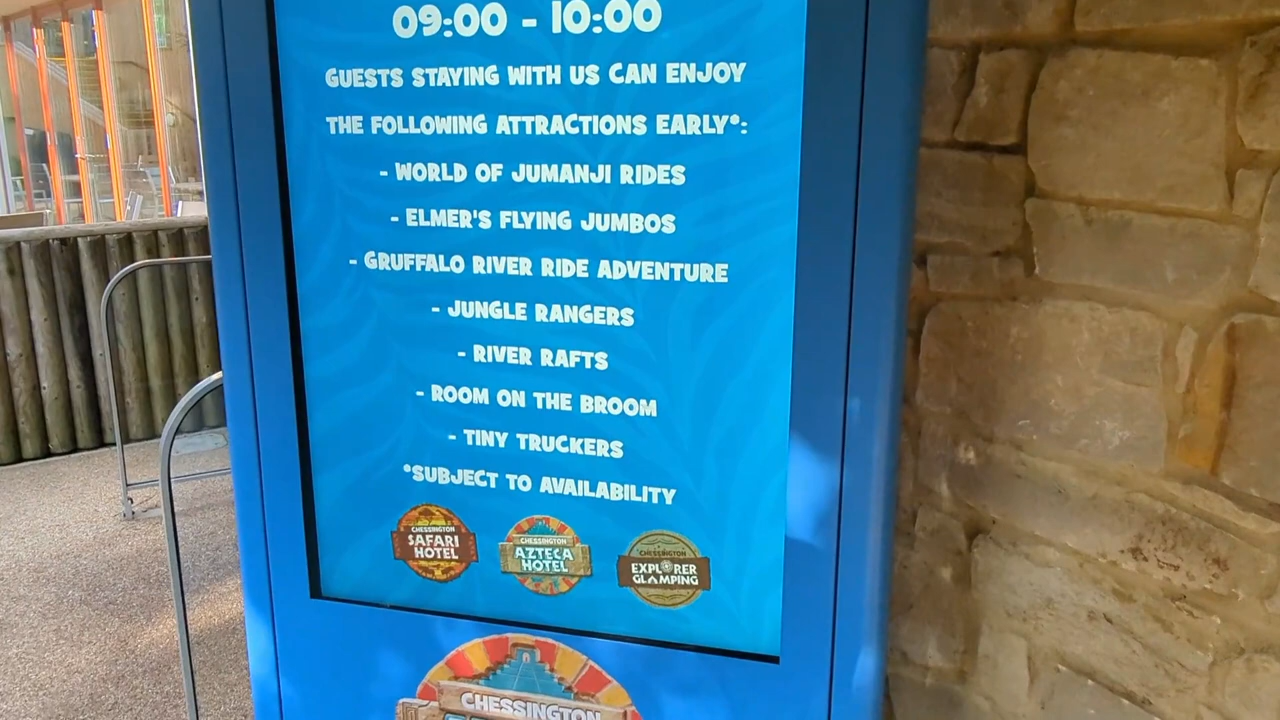 09:00 - 10:00
GUESTS STAYING WITH US CAN ENJOY
THE FOLLOWING ATTRACTIONS EARLY*:
- WORLD OF JUMANJI RIDES
- ELMER'S FLYING JUMBOS
- GRUFFALO RIVER RIDE ADVENTURE
- JUNGLE RANGERS
- RIVER RAFTS
- ROOM ON THE BROOM
- TINY TRUCKERS
*SUBJECT TO AVAILABILITY
CHESSINGTON
SAFARI
HOTEL
CHESSINGTON
AZTECA
HOTEL
CHESSINGTON
EXPLORER
GLAMPING
CHESSINGTON